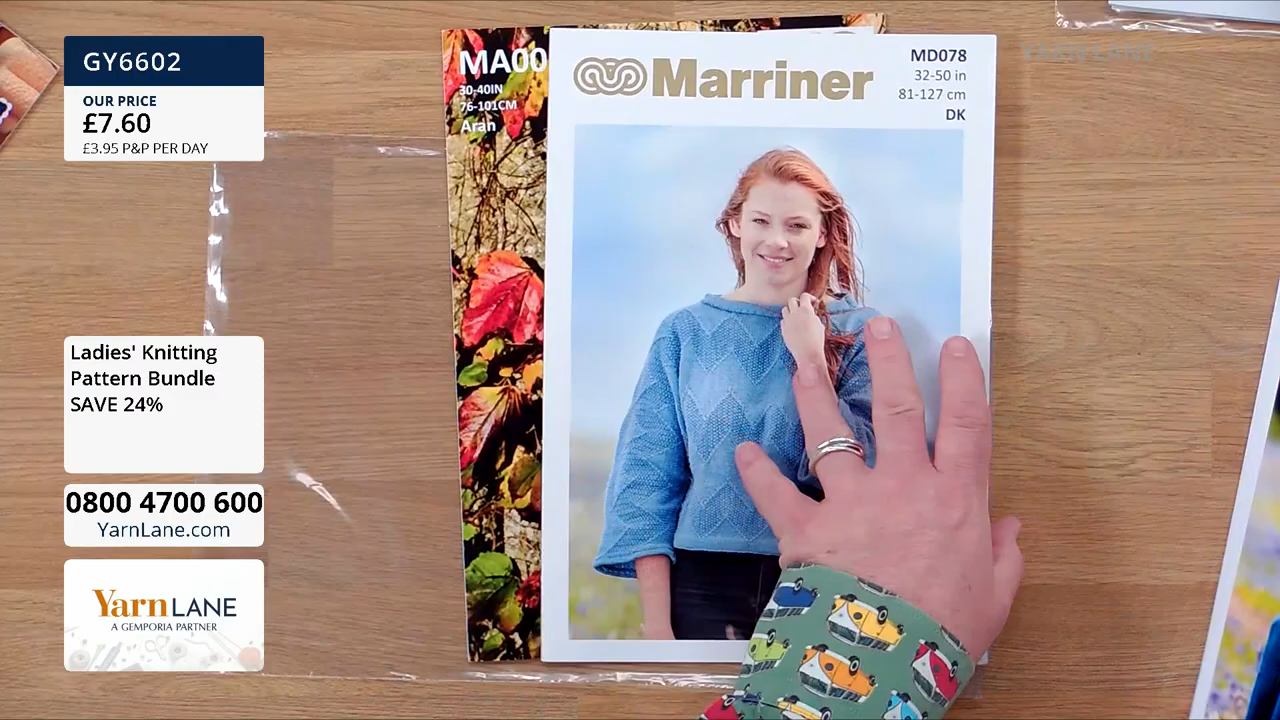 GY6602
OUR PRICE
£7.60
£3.95 P&P PER DAY
Ladies' Knitting
Pattern Bundle
SAVE 24%
0800 4700 600
YarnLane.com
YarnLANE
A GEMPORIA PARTNER
MA00
30-40IN
76-101CM
Aran
Marriner
MD078
32-50 in
81-127 cm
DK
YARN LANE